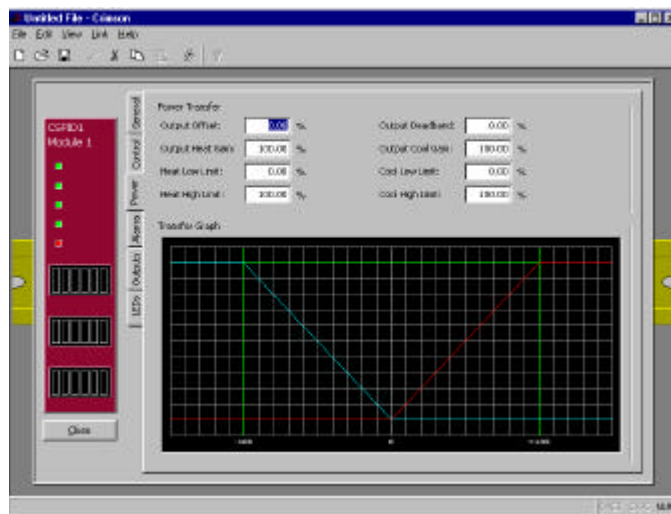 Untitled File - Crimson
File Edit View Link Help
CSPID1
Module 1
Close
General
Control
Power
Alarms
Outputs
LEDs
Power Transfer
Output Offset: 0.00 %
Output Deadband: 0.00 %
Output Heat Gain: 100.00 %
Output Cool Gain: 100.00 %
Heat Low Limit: 0.00 %
Cool Low Limit: 0.00 %
Heat High Limit: 100.00 %
Cool High Limit: 100.00 %
Transfer Graph